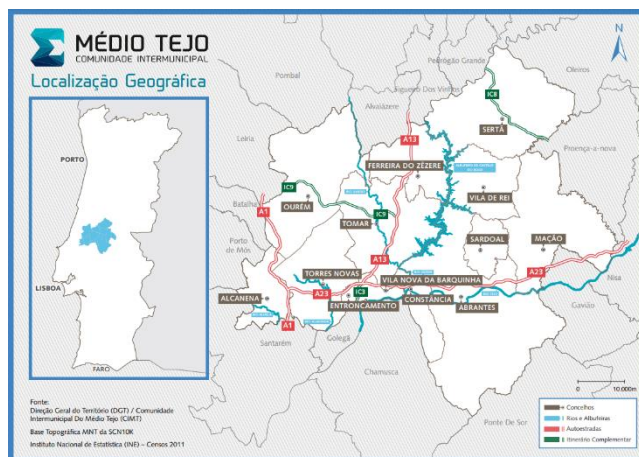 MÉDIO TEJO
COMUNIDADE INTERMUNICIPAL
Localização Geográfica
PORTO
LISBOA
FARO
N
Pombal
Pedrógão Grande
Figueiró Dos Vinhos
Oleiros
Alvaiázere
IC8
SERTÃ
Proença-a-nova
Leiria
A13
FERREIRA DO ZÊZERE
IC9
OURÉM
VILA DE REI
Batalha
A1
IC9
TOMAR
Porto
de Mós
SARDOAL
MAÇÃO
A13
TORRES NOVAS
VILA NOVA DA BARQUINHA
A23
Nisa
ALCANENA
A23
IC3
ENTRONCAMENTO
CONSTÂNCIA
ABRANTES
Gavião
A1
Santarém
Golegã
Chamusca
Ponte De Sor
0
10.000m
Concelhos
Rios e Albufeiras
Autoestradas
Itinerário Complementar
Fonte:
Direção Geral do Território (DGT) / Comunidade
Intermunicipal Do Médio Tejo (CIMT)
Base Topográfica MNT da SCN10K
Instituto Nacional de Estatística (INE) – Censos 2011